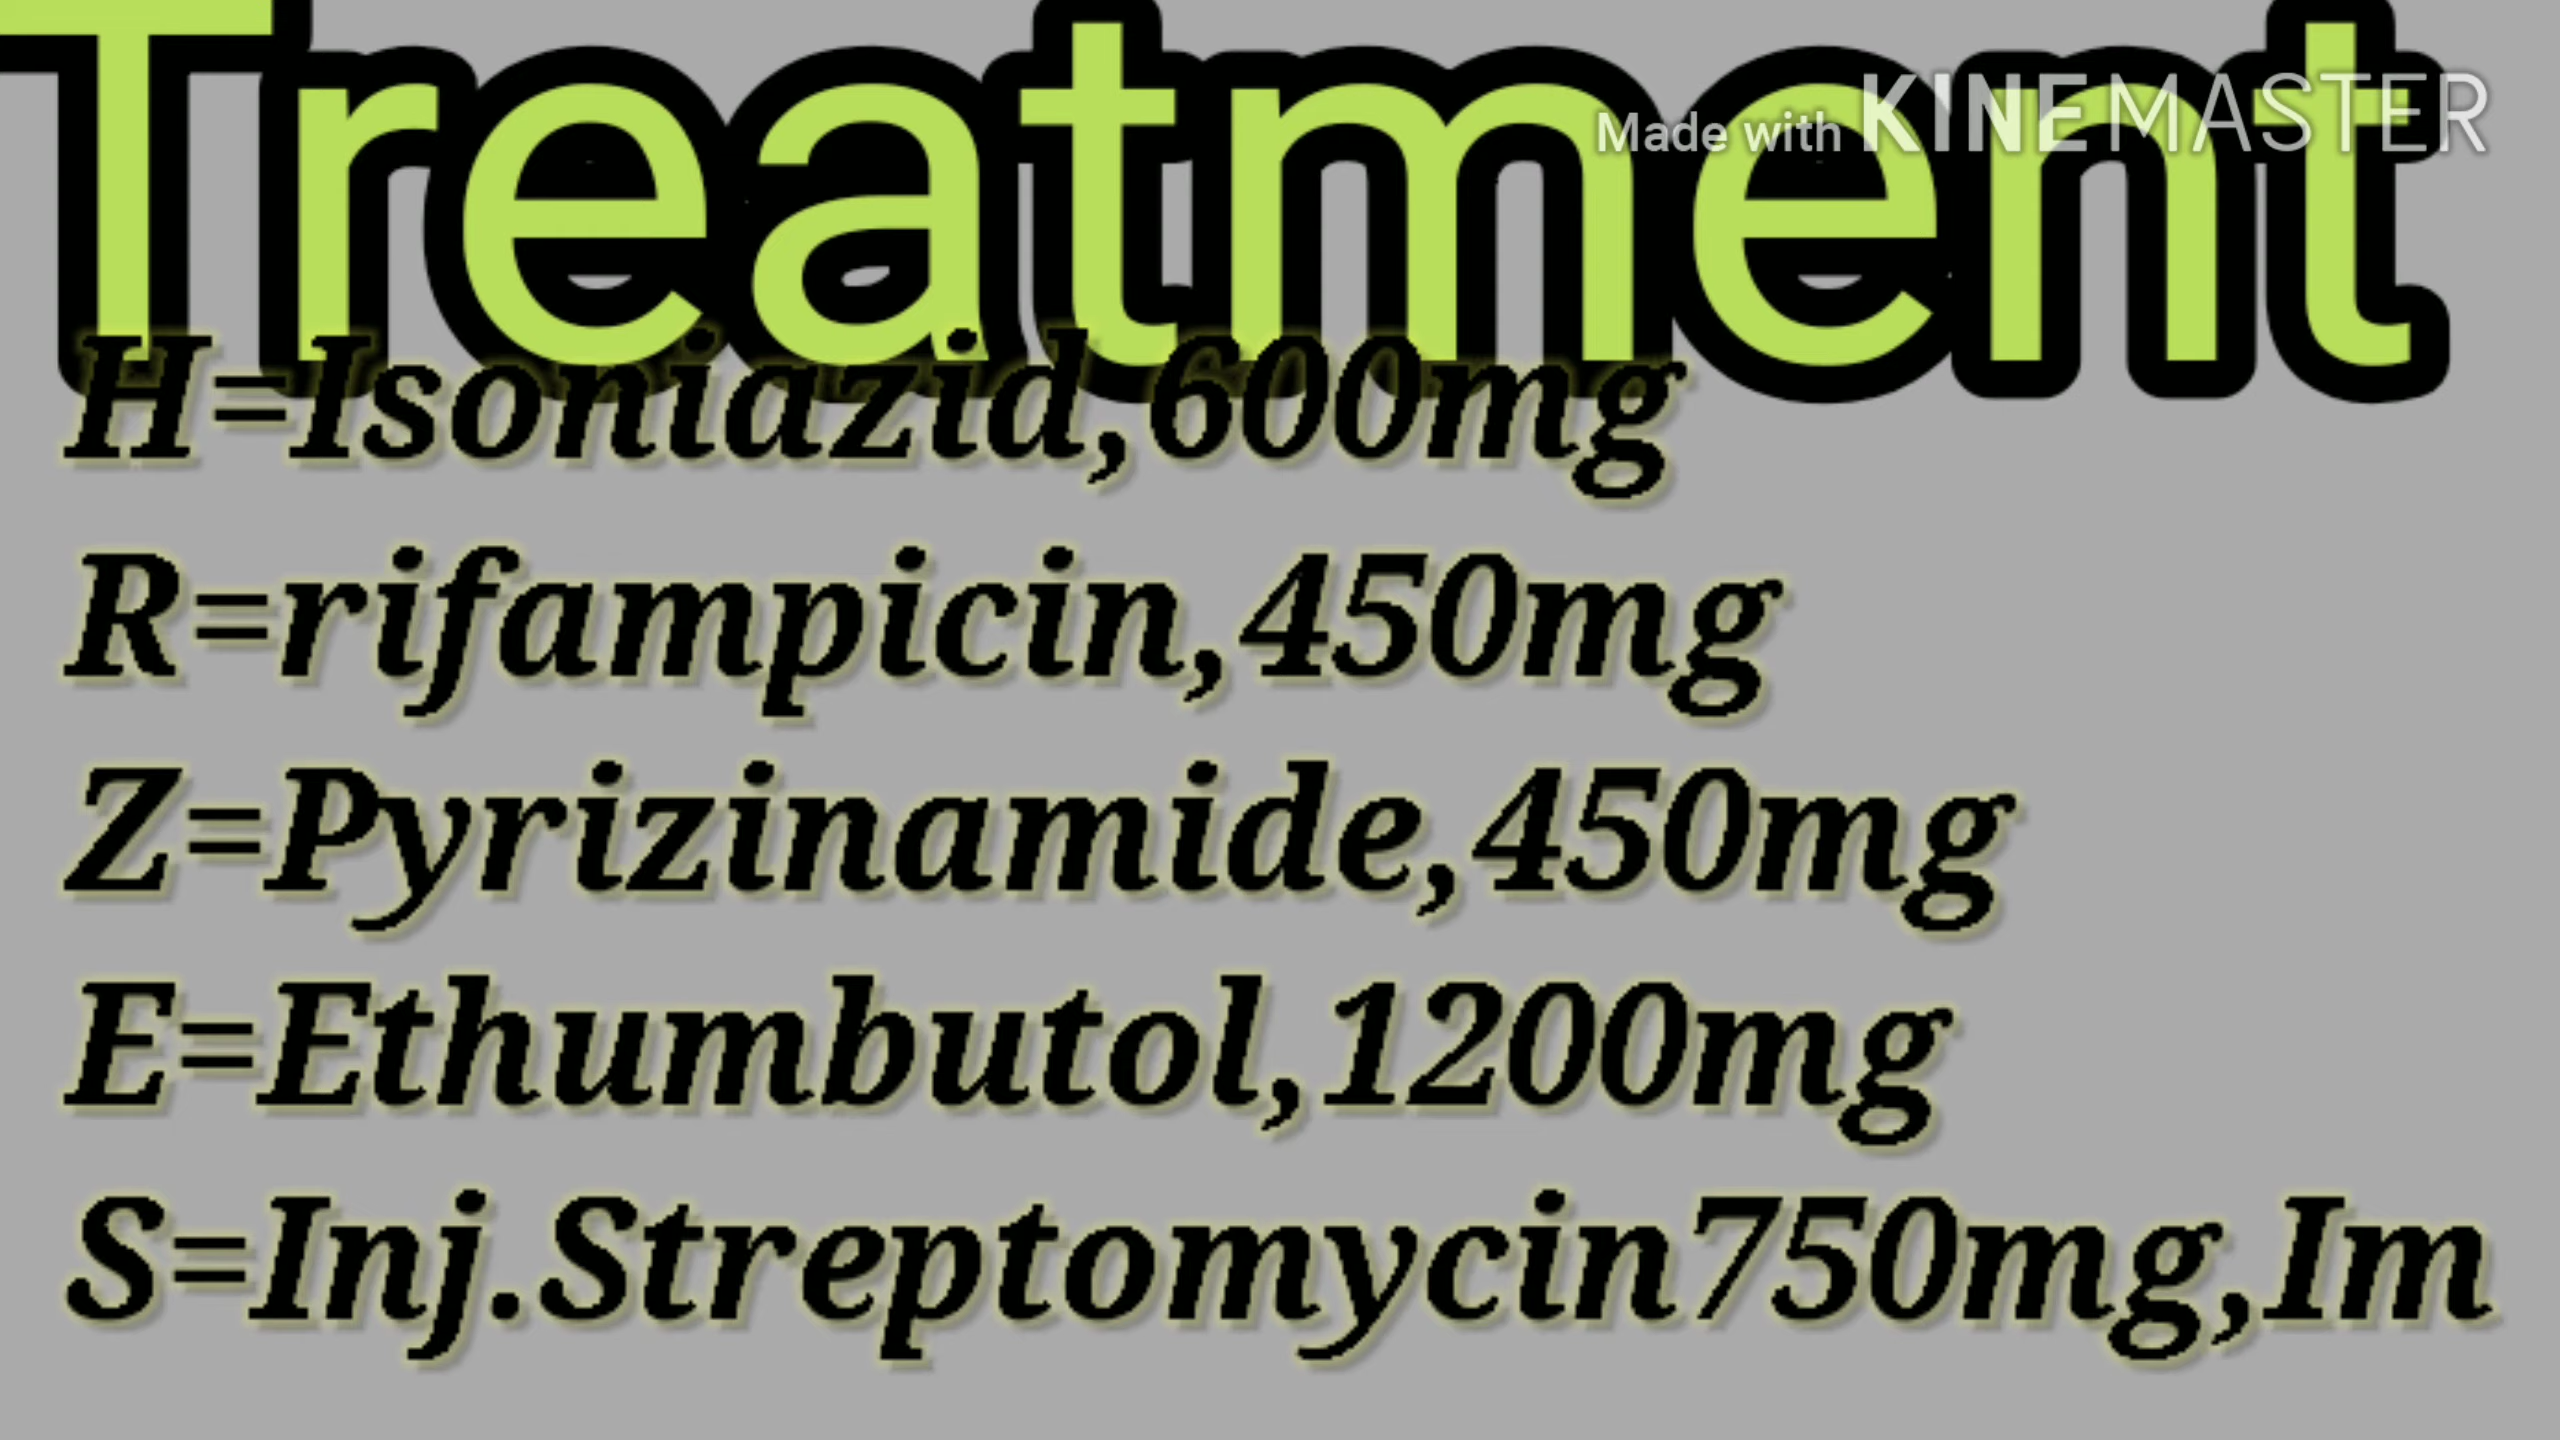 Treatment
Made with KINEMASTER
H=Isoniazid,600mg
R=rifampicin,450mg
Z=Pyrizinamide,450mg
E=Ethumbutol,1200mg
S=Inj.Streptomycin750mg,Im